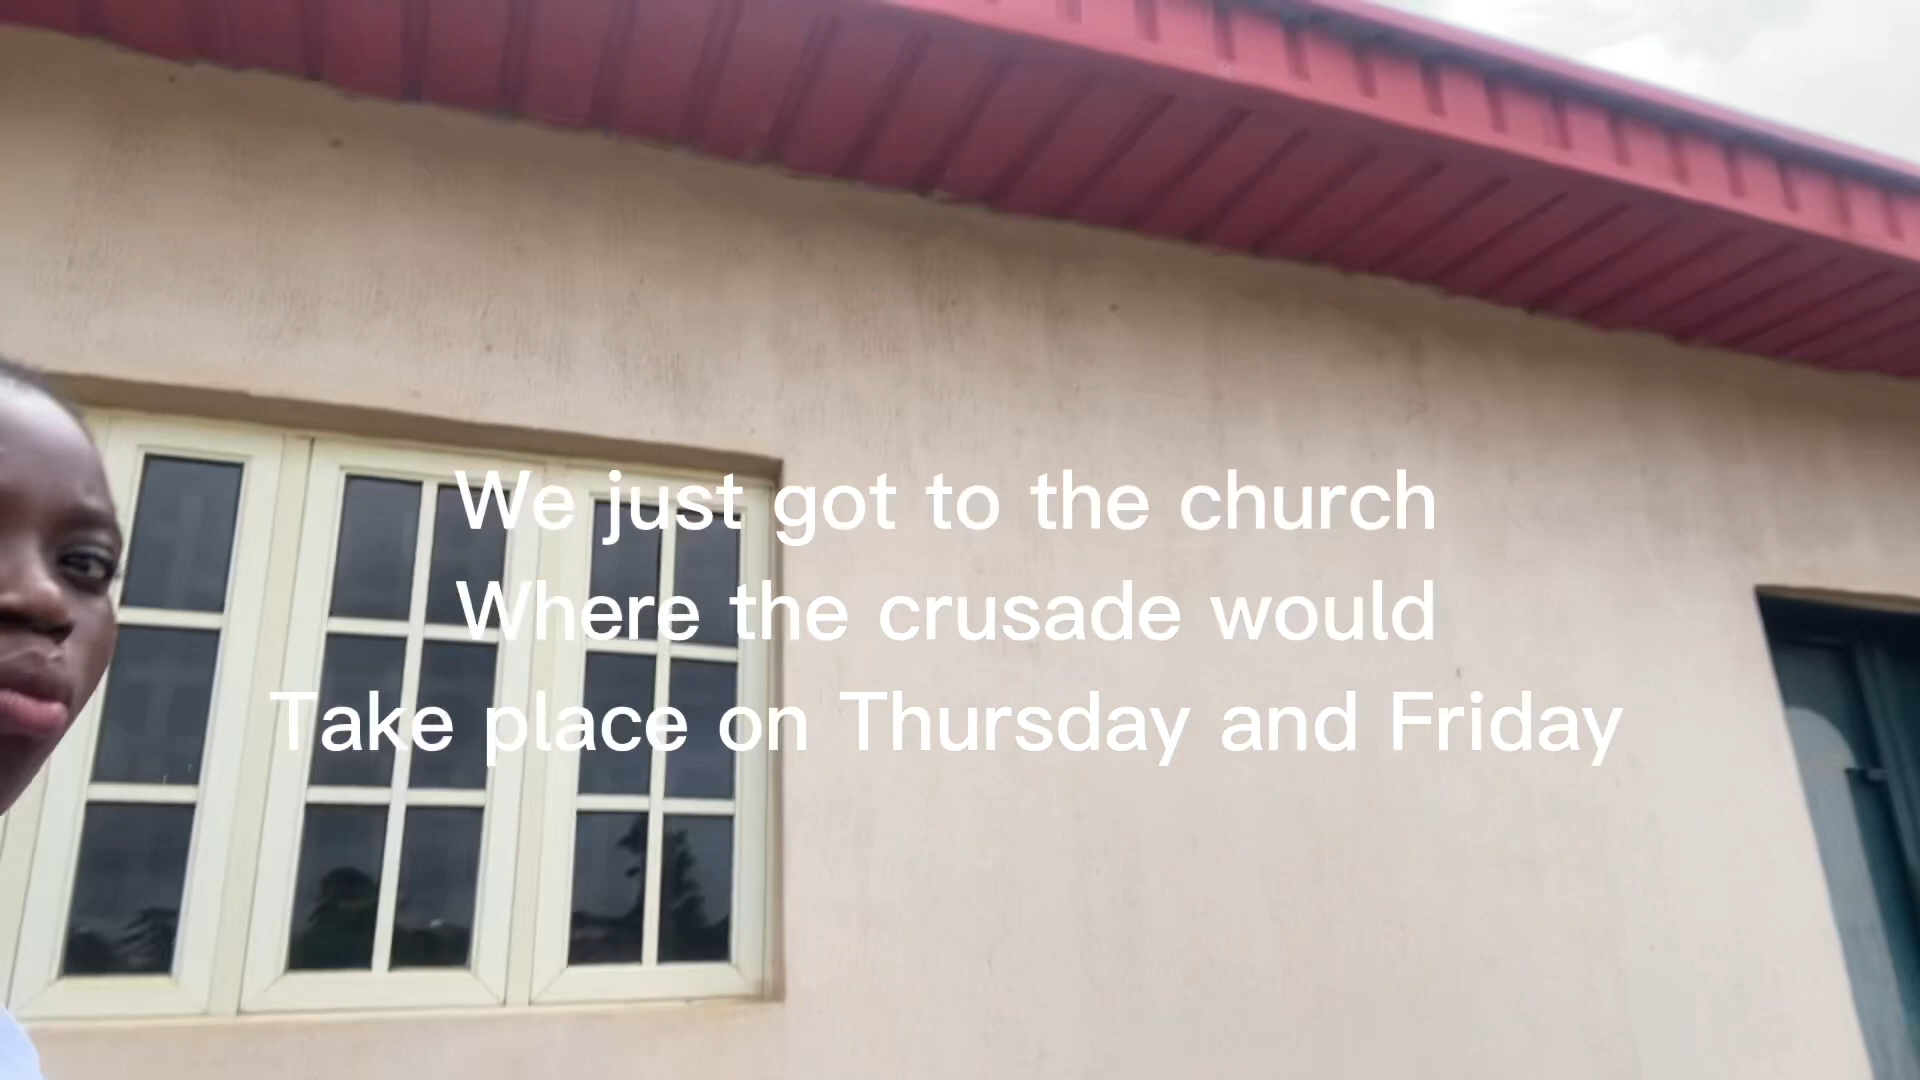 We just got to the church
Where the crusade would
Take place on Thursday and Friday